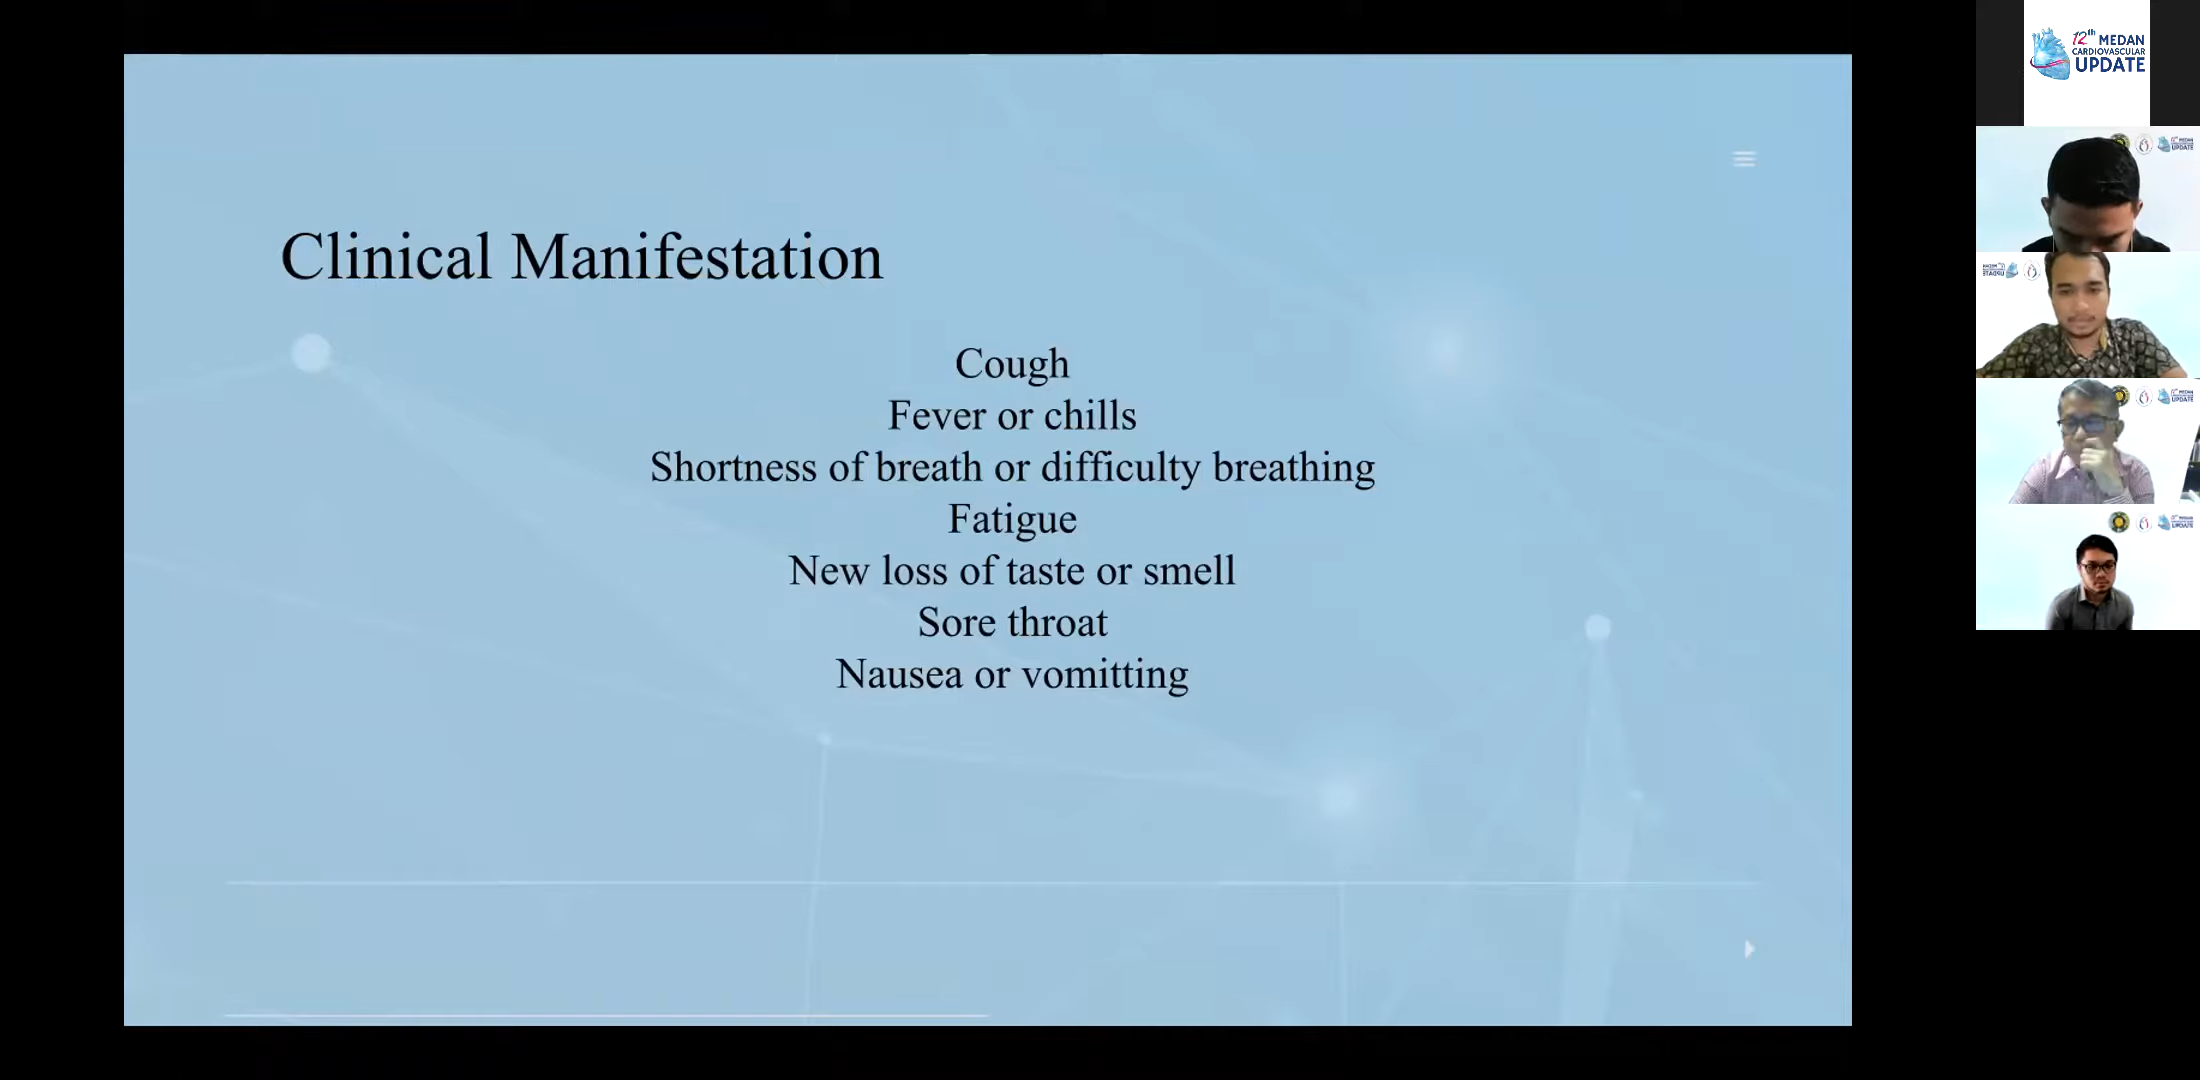 Clinical Manifestation
Cough
Fever or chills
Shortness of breath or difficulty breathing
Fatigue
New loss of taste or smell
Sore throat
Nausea or vomitting
12th MEDAN
CARDIOVASCULAR
UPDATE